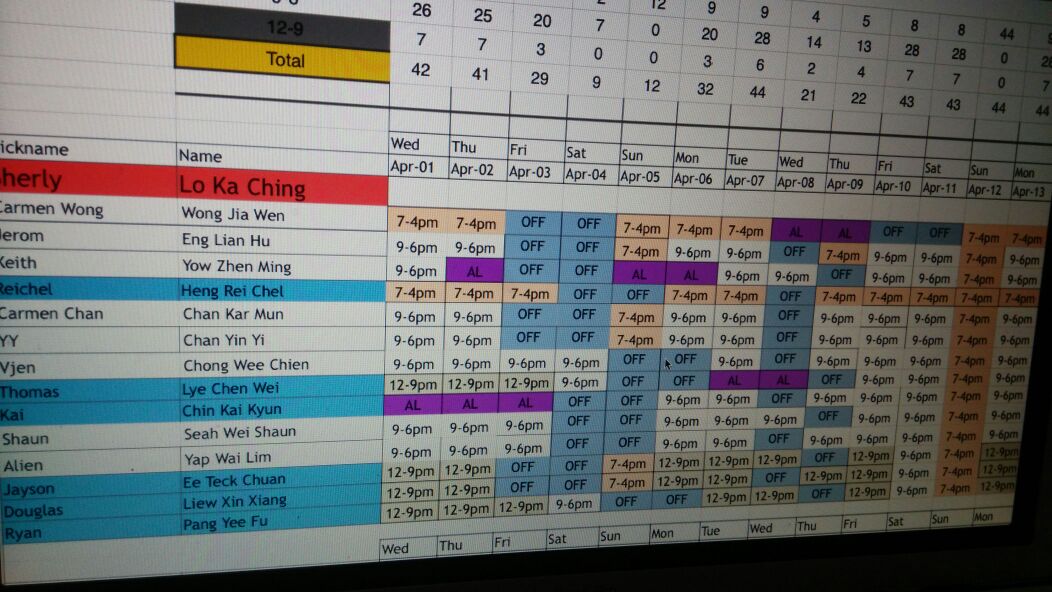 12 9 9 4 5 8 8 44
26 25 20 7 0 20 28 14 13 28 28 0 28
12-9 7 7 3 0 0 3 6 2 4 7 7 0 7
Total 42 41 29 9 12 32 44 21 22 43 43 44 44
Wed Thu Fri Sat Sun Mon Tue Wed Thu Fri Sat Sun Mon
ickname Name Apr-01 Apr-02 Apr-03 Apr-04 Apr-05 Apr-06 Apr-07 Apr-08 Apr-09 Apr-10 Apr-11 Apr-12 Apr-13
herly Lo Ka Ching
Carmen Wong Wong Jia Wen 7-4pm 7-4pm OFF OFF 7-4pm 7-4pm 7-4pm AL AL OFF OFF 7-4pm 7-4pm
Jerom Eng Lian Hu 9-6pm 9-6pm OFF OFF 7-4pm 9-6pm 9-6pm OFF 7-4pm 9-6pm 9-6pm 7-4pm 9-6pm
Keith Yow Zhen Ming 9-6pm AL OFF OFF AL AL 9-6pm 9-6pm OFF 9-6pm 9-6pm 7-4pm 9-6pm
Reichel Heng Rei Chel 7-4pm 7-4pm 7-4pm OFF OFF 7-4pm 7-4pm OFF 7-4pm 7-4pm 7-4pm 7-4pm 7-4pm
Carmen Chan Chan Kar Mun 9-6pm 9-6pm OFF OFF 7-4pm 9-6pm 9-6pm OFF 9-6pm 9-6pm 9-6pm 7-4pm 9-6pm
YY Chan Yin Yi 9-6pm 9-6pm OFF OFF 7-4pm 9-6pm 9-6pm OFF 9-6pm 9-6pm 9-6pm 7-4pm 9-6pm
Vjen Chong Wee Chien 9-6pm 9-6pm 9-6pm 9-6pm OFF OFF 9-6pm OFF 9-6pm 9-6pm 9-6pm 7-4pm 9-6pm
Thomas Lye Chen Wei 12-9pm 12-9pm 12-9pm 9-6pm OFF OFF AL AL OFF 9-6pm 9-6pm 7-4pm 9-6pm
Kai Chin Kai Kyun AL AL AL OFF OFF 9-6pm 9-6pm OFF 9-6pm 9-6pm 9-6pm 7-4pm 9-6pm
Shaun Seah Wei Shaun 9-6pm 9-6pm 9-6pm OFF OFF 9-6pm 9-6pm 9-6pm OFF 9-6pm 9-6pm 7-4pm 9-6pm
Alien Yap Wai Lim 9-6pm 9-6pm 9-6pm OFF OFF 9-6pm 9-6pm OFF 9-6pm 9-6pm 9-6pm 7-4pm 9-6pm
Jayson Ee Teck Chuan 12-9pm 12-9pm OFF OFF 7-4pm 12-9pm 12-9pm 12-9pm OFF 12-9pm 9-6pm 7-4pm 12-9pm
Douglas Liew Xin Xiang 12-9pm 12-9pm OFF OFF 7-4pm 12-9pm 12-9pm OFF 12-9pm 12-9pm 9-6pm 7-4pm 12-9pm
Ryan Pang Yee Fu 12-9pm 12-9pm 12-9pm 9-6pm OFF OFF 12-9pm 12-9pm OFF 12-9pm 9-6pm 7-4pm 12-9pm
Wed Thu Fri Sat Sun Mon Tue Wed Thu Fri Sat Sun Mon